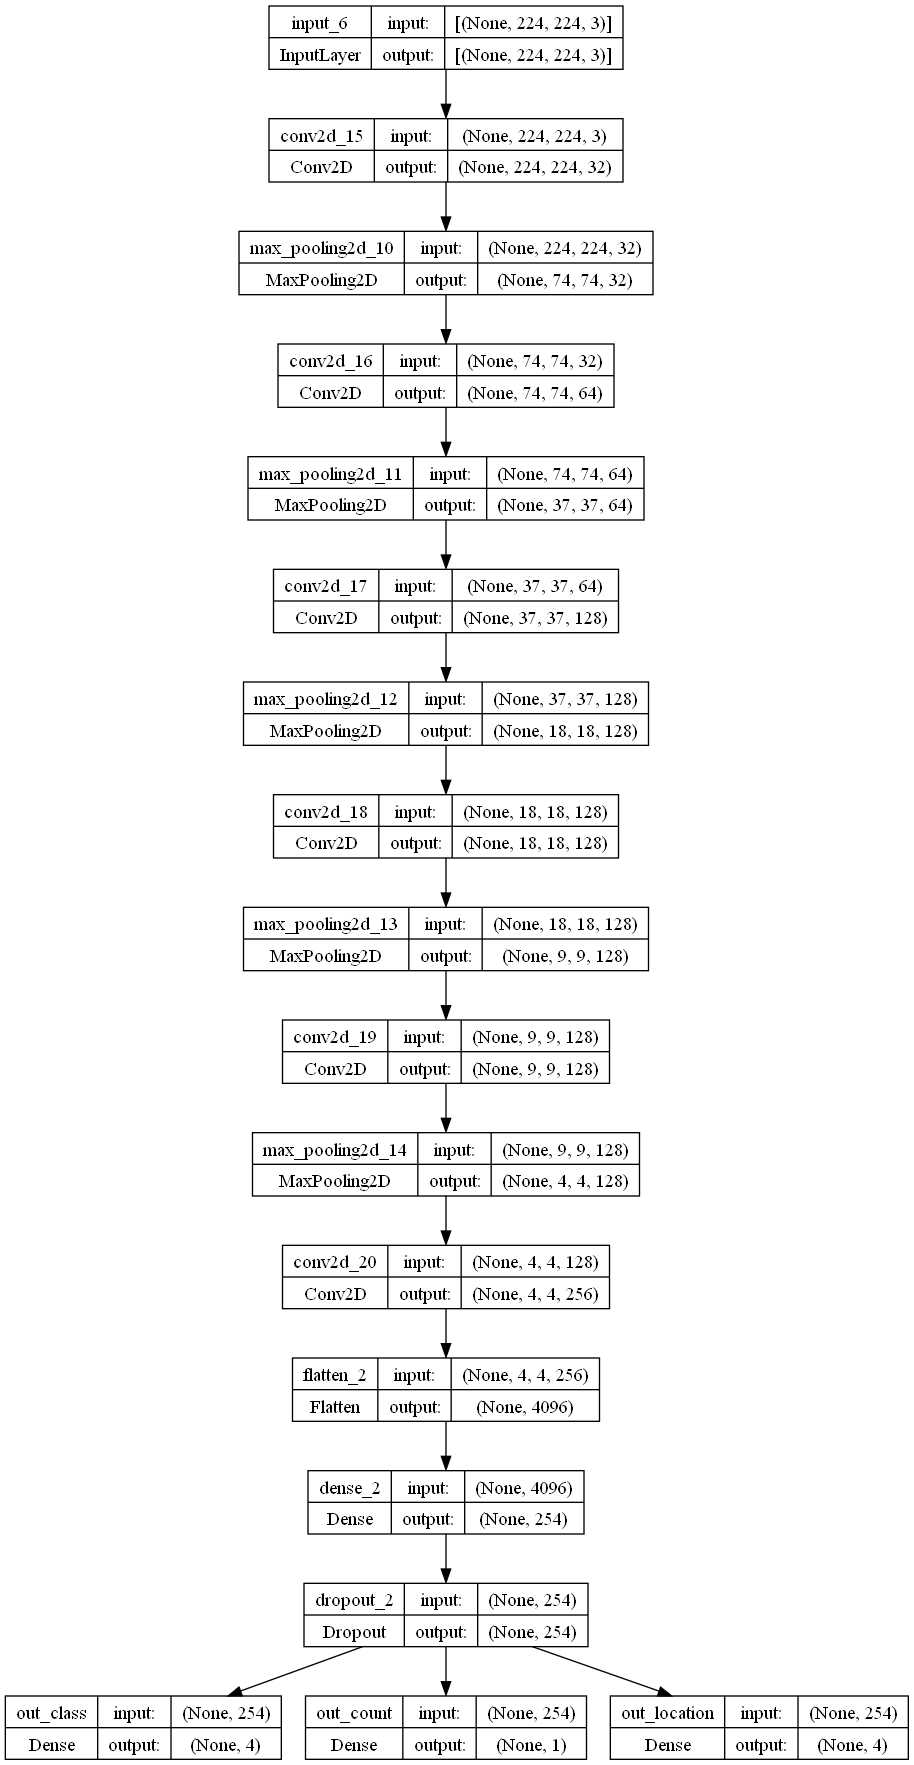 input_6 input: [(None, 224, 224, 3)]
InputLayer output: [(None, 224, 224, 3)]
conv2d_15 input: (None, 224, 224, 3)
Conv2D output: (None, 224, 224, 32)
max_pooling2d_10 input: (None, 224, 224, 32)
MaxPooling2D output: (None, 74, 74, 32)
conv2d_16 input: (None, 74, 74, 32)
Conv2D output: (None, 74, 74, 64)
max_pooling2d_11 input: (None, 74, 74, 64)
MaxPooling2D output: (None, 37, 37, 64)
conv2d_17 input: (None, 37, 37, 64)
Conv2D output: (None, 37, 37, 128)
max_pooling2d_12 input: (None, 37, 37, 128)
MaxPooling2D output: (None, 18, 18, 128)
conv2d_18 input: (None, 18, 18, 128)
Conv2D output: (None, 18, 18, 128)
max_pooling2d_13 input: (None, 18, 18, 128)
MaxPooling2D output: (None, 9, 9, 128)
conv2d_19 input: (None, 9, 9, 128)
Conv2D output: (None, 9, 9, 128)
max_pooling2d_14 input: (None, 9, 9, 128)
MaxPooling2D output: (None, 4, 4, 128)
conv2d_20 input: (None, 4, 4, 128)
Conv2D output: (None, 4, 4, 256)
flatten_2 input: (None, 4, 4, 256)
Flatten output: (None, 4096)
dense_2 input: (None, 4096)
Dense output: (None, 254)
dropout_2 input: (None, 254)
Dropout output: (None, 254)
out_class input: (None, 254)
Dense output: (None, 4)
out_count input: (None, 254)
Dense output: (None, 1)
out_location input: (None, 254)
Dense output: (None, 4)